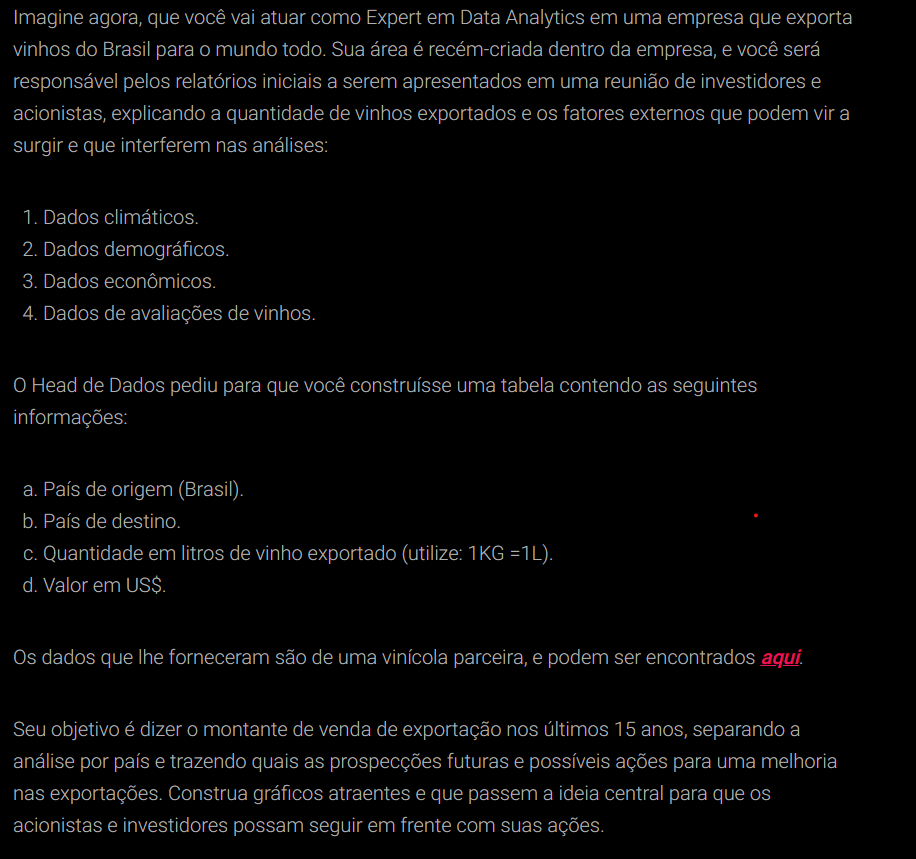 Imagine agora, que você vai atuar como Expert em Data Analytics em uma empresa que exporta
vinhos do Brasil para o mundo todo. Sua área é recém-criada dentro da empresa, e você será
responsável pelos relatórios iniciais a serem apresentados em uma reunião de investidores e
acionistas, explicando a quantidade de vinhos exportados e os fatores externos que podem vir a
surgir e que interferem nas análises:
1. Dados climáticos.
2. Dados demográficos.
3. Dados econômicos.
4. Dados de avaliações de vinhos.
O Head de Dados pediu para que você construísse uma tabela contendo as seguintes
informações:
a. País de origem (Brasil).
b. País de destino.
c. Quantidade em litros de vinho exportado (utilize: 1KG =1L).
d. Valor em US$.
Os dados que lhe forneceram são de uma vinícola parceira, e podem ser encontrados aqui.
Seu objetivo é dizer o montante de venda de exportação nos últimos 15 anos, separando a
análise por país e trazendo quais as prospecções futuras e possíveis ações para uma melhoria
nas exportações. Construa gráficos atraentes e que passem a ideia central para que os
acionistas e investidores possam seguir em frente com suas ações.